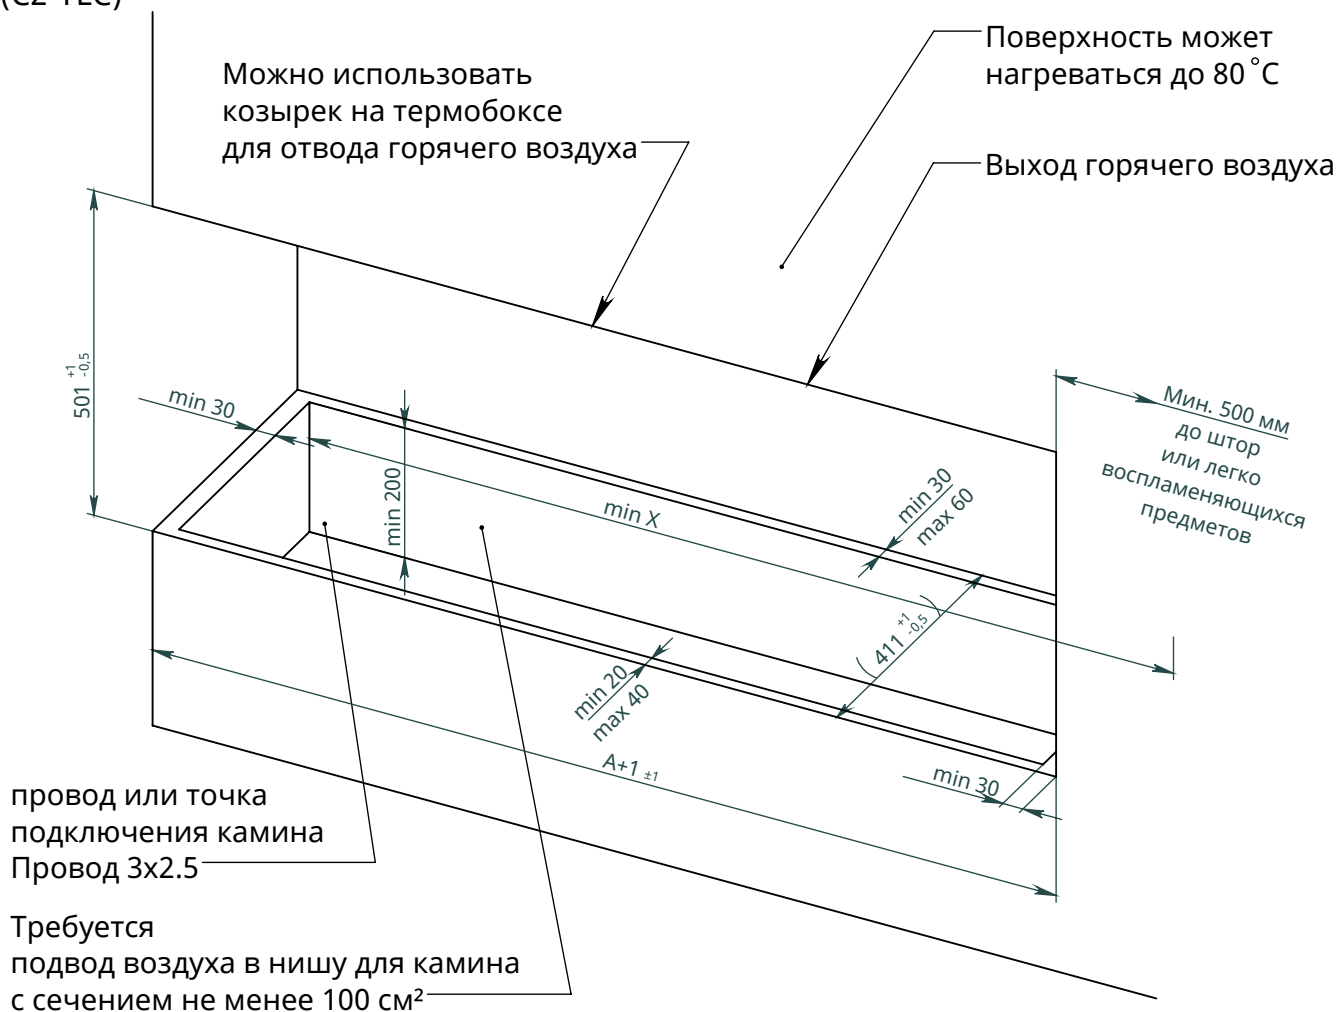 Поверхность может
нагреваться до 80˚С
Можно использовать
козырек на термобоксе
для отвода горячего воздуха
Выход горячего воздуха
501 +1 -0,5
min 30
Мин. 500 мм
до штор
или легко
воспламеняющихся
предметов
min 200
min X
min 30
max 60
(411 +1 -0,5)
min 20
max 40
A+1 ±1
min 30
провод или точка
подключения камина
Провод 3х2.5
Требуется
подвод воздуха в нишу для камина
с сечением не менее 100 см²